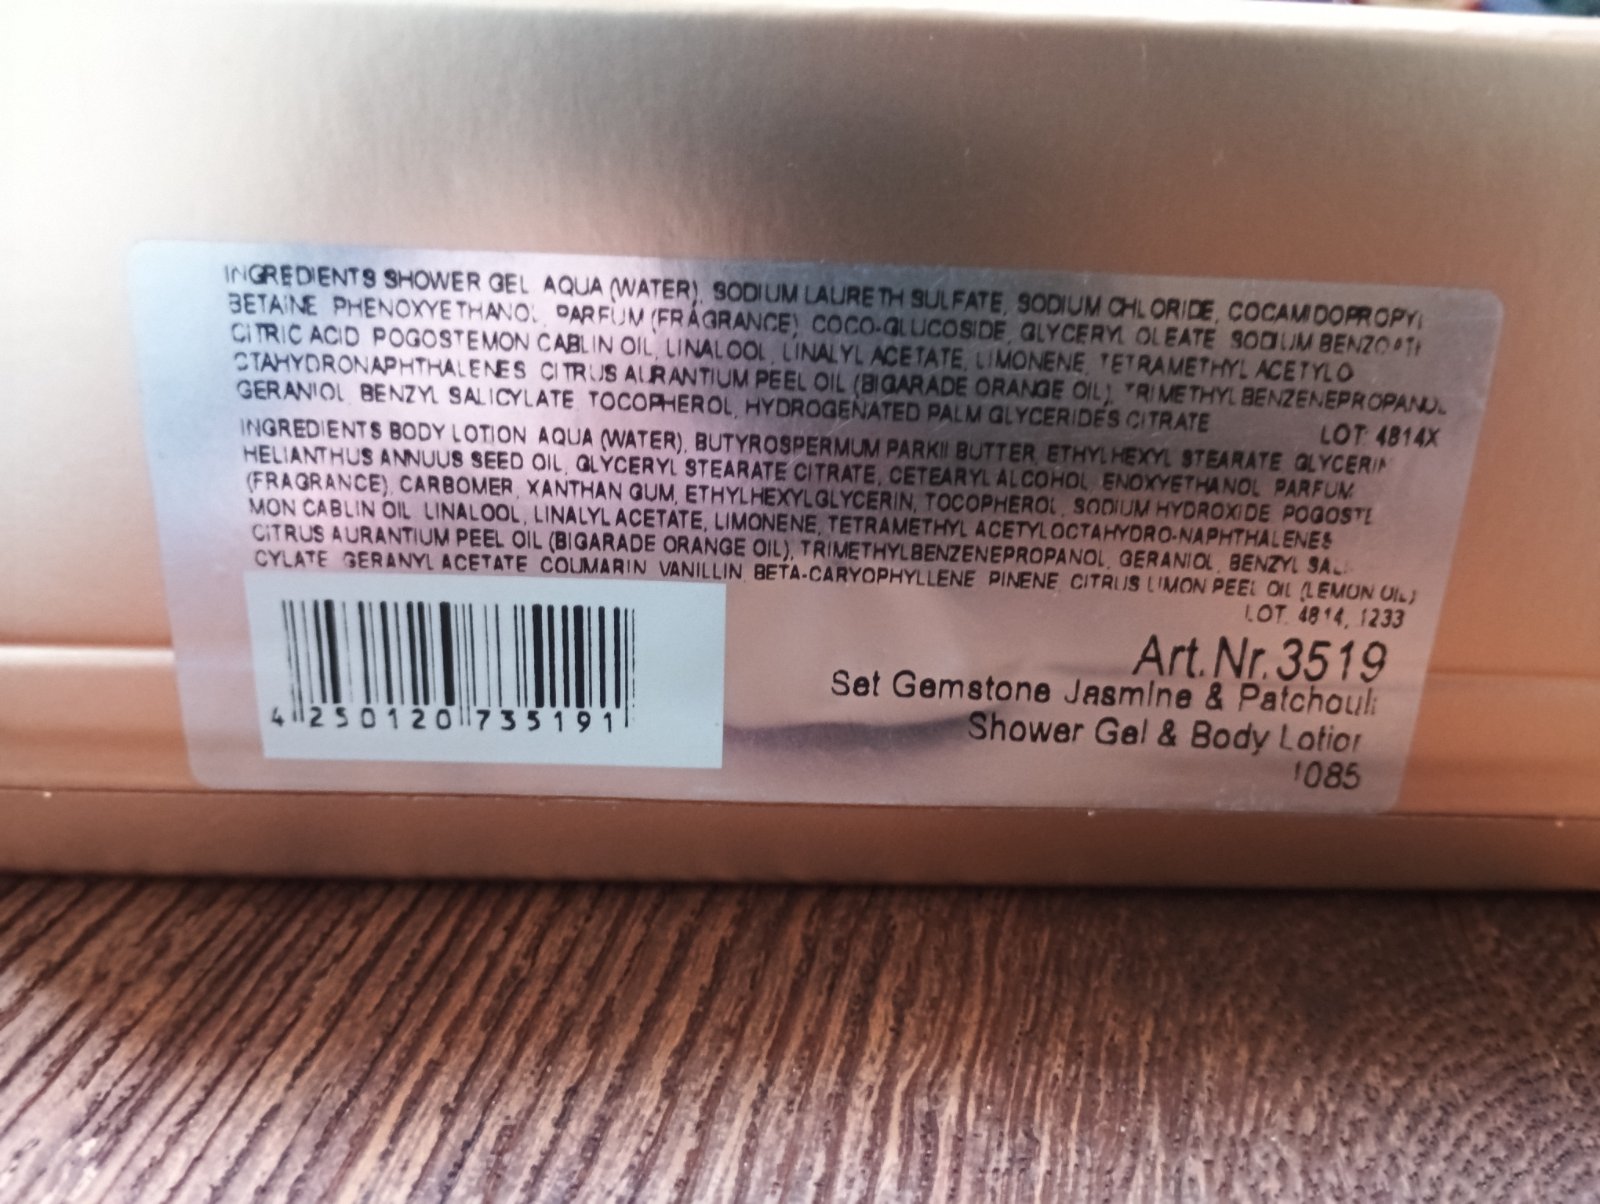 INGREDIENTS SHOWER GEL AQUA (WATER), SODIUM LAURETH SULFATE, SODIUM CHLORIDE, COCAMIDOPROPYL
BETAINE PHENOXYETHANOL PARFUM (FRAGRANCE) COCO-GLUCOSIDE, GLYCERYL OLEATE SODIUM
CITRIC ACID POGOSTEMON CABLIN OIL, LINALOOL, LINALYL ACETATE, LIMONENE, TETRAMETHYL ACETYLO
CTAHYDRONAPHTHALENES CITRUS AURANTIUM PEEL OIL (BIGARADE ORANGE OIL), TRIMETHYLBENZENEPROPANOL
GERANIOL BENZYL SALICYLATE TOCOPHEROL, HYDROGENATED PALM GLYCERIDES CITRATE
LOT 4814X
INGREDIENTS BODY LOTION AQUA (WATER), BUTYROSPERMUM PARKII BUTTER, ETHYLHEXYL STEARATE GLYCERIN
HELIANTHUS ANNUUS SEED OIL, GLYCERYL STEARATE CITRATE, CETEARYL ALCOHOL ENOXYETHANOL PARFUM
(FRAGRANCE), CARBOMER, XANTHAN GUM, ETHYLHEXYLGLYCERIN, TOCOPHEROL, SODIUM HYDROXIDE POGOSTE
MON CABLIN OIL LINALOOL, LINALYL ACETATE, LIMONENE, TETRAMETHYL ACETYLOCTAHYDRO-NAPHTHALENES
CITRUS AURANTIUM PEEL OIL (BIGARADE ORANGE OIL), TRIMETHYLBENZENEPROPANOL, GERANIOL, BENZYL SALI
CYLATE GERANYL ACETATE COUMARIN VANILLIN, BETA-CARYOPHYLLENE PINENE, CITRUS LIMON PEEL OIL (LEMON OIL)
LOT. 4814, 1233
Art.Nr.3519
Set Gemstone Jasmine & Patchouli
Shower Gel & Body Lotion
1085
4 250120 735191